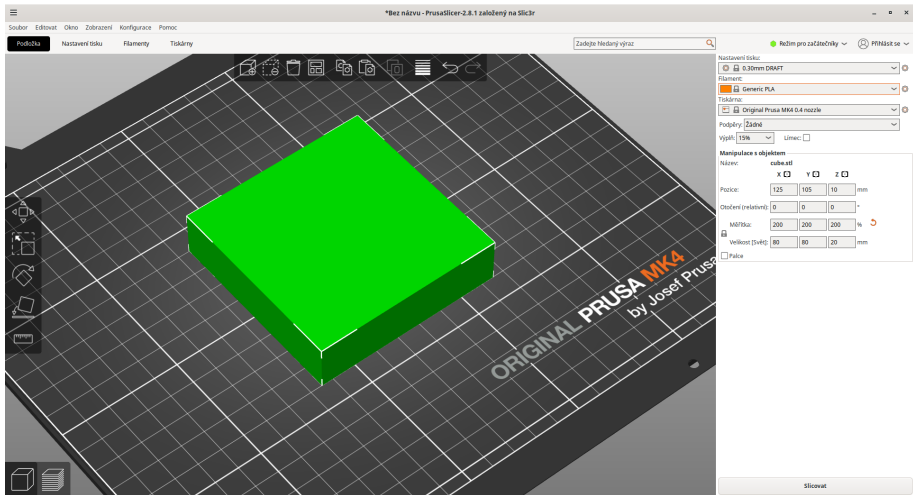 *Bez názvu - PrusaSlicer-2.8.1 založený na Slic3r
Soubor Editovat Okno Zobrazení Konfigurace Pomoc
Podložka Nastavení tisku Filamenty Tiskárny Zadejte hledaný výraz Režim pro začátečníky Přihlásit se
Nastavení tisku:
0.30mm DRAFT
Filament:
Generic PLA
Tiskárna:
Original Prusa MK4 0.4 nozzle
Podpěry: Žádné
Výplň: 15% Límec:
Manipulace s objektem
Název: cube.stl
X Y Z
Pozice: 125 105 10 mm
Otočení (relativní): 0 0 0 °
Měřítka: 200 200 200 %
Velikost [Svět]: 80 80 20 mm
Palce
ORIGINAL PRUSA MK4
by Josef Prusa
Slicovat